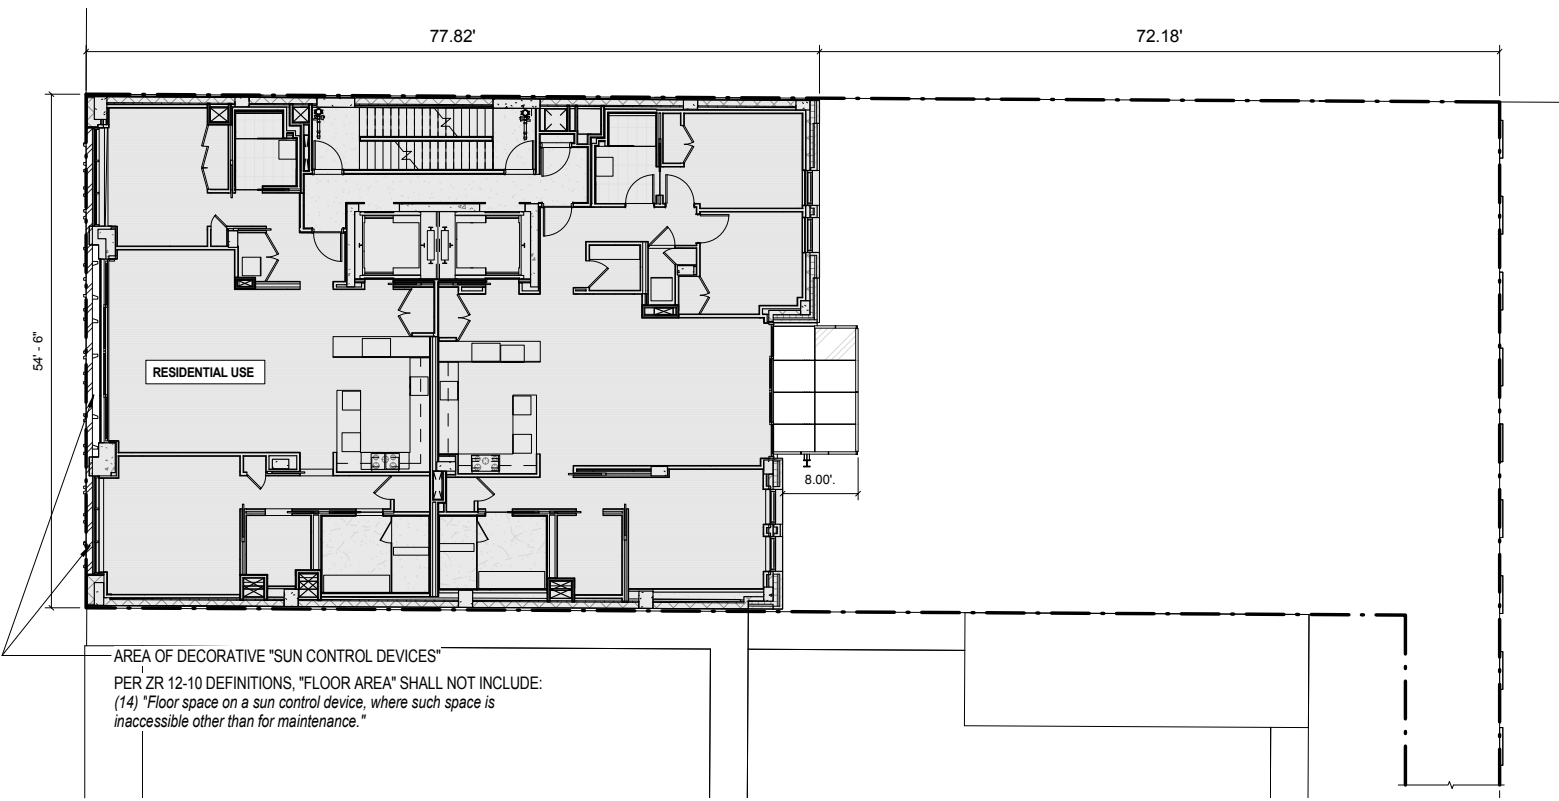 77.82'
72.18'
54' - 6"
RESIDENTIAL USE
8.00'.
AREA OF DECORATIVE "SUN CONTROL DEVICES"
PER ZR 12-10 DEFINITIONS, "FLOOR AREA" SHALL NOT INCLUDE:
(14) "Floor space on a sun control device, where such space is
inaccessible other than for maintenance."